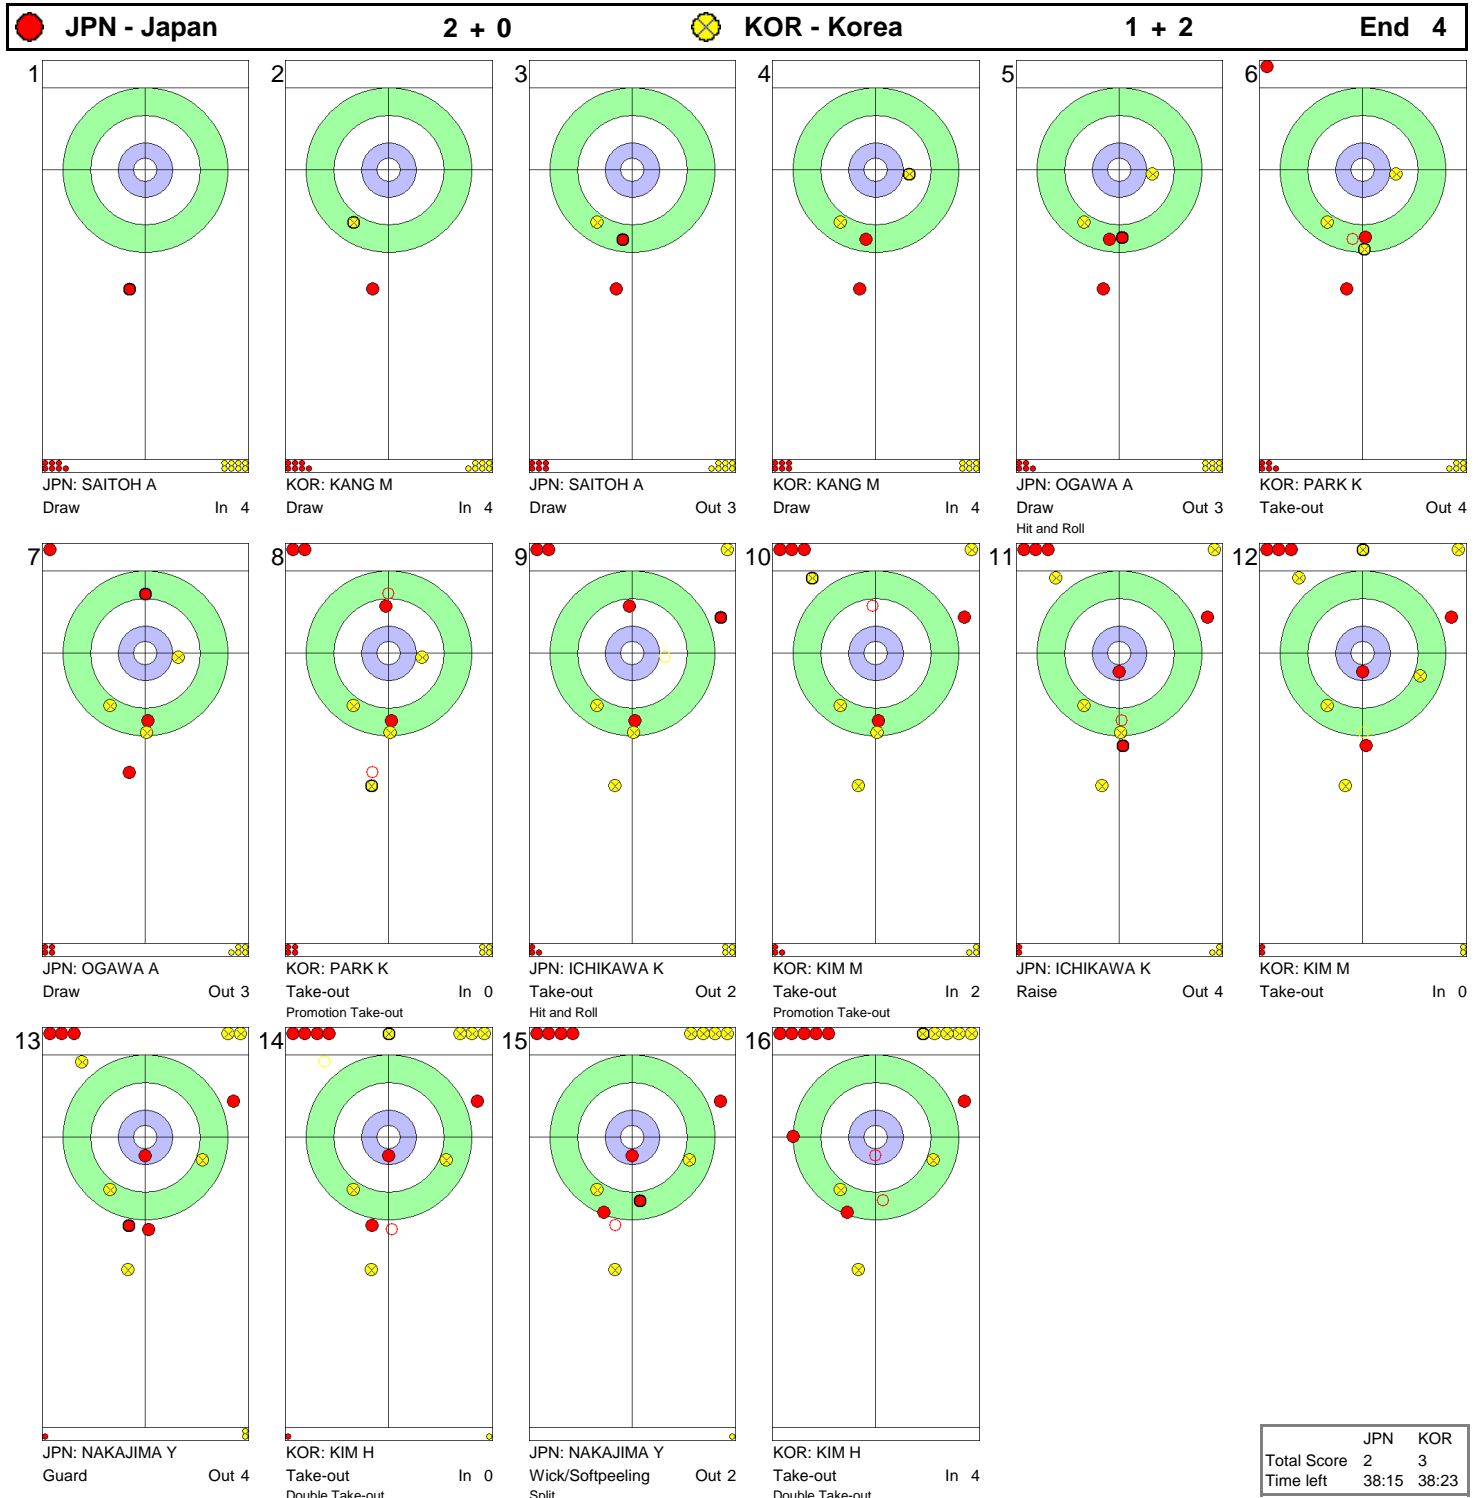 JPN - Japan 2 + 0 KOR - Korea 1 + 2 End 4
1 2 3 4 5 6
JPN: SAITOH A KOR: KANG M JPN: SAITOH A KOR: KANG M JPN: OGAWA A KOR: PARK K
Draw In 4 Draw In 4 Draw Out 3 Draw In 4 Draw Out 3 Take-out Out 4
Hit and Roll
7 8 9 10 11 12
JPN: OGAWA A KOR: PARK K JPN: ICHIKAWA K KOR: KIM M JPN: ICHIKAWA K KOR: KIM M
Draw Out 3 Take-out In 0 Take-out Out 2 Take-out In 2 Raise Out 4 Take-out In 0
Promotion Take-out Hit and Roll Promotion Take-out
13 14 15 16
JPN: NAKAJIMA Y KOR: KIM H JPN: NAKAJIMA Y KOR: KIM H
Guard Out 4 Take-out In 0 Wick/Softpeeling Out 2 Take-out In 4
Double Take-out Split Double Take-out
JPN KOR
Total Score 2 3
Time left 38:15 38:23